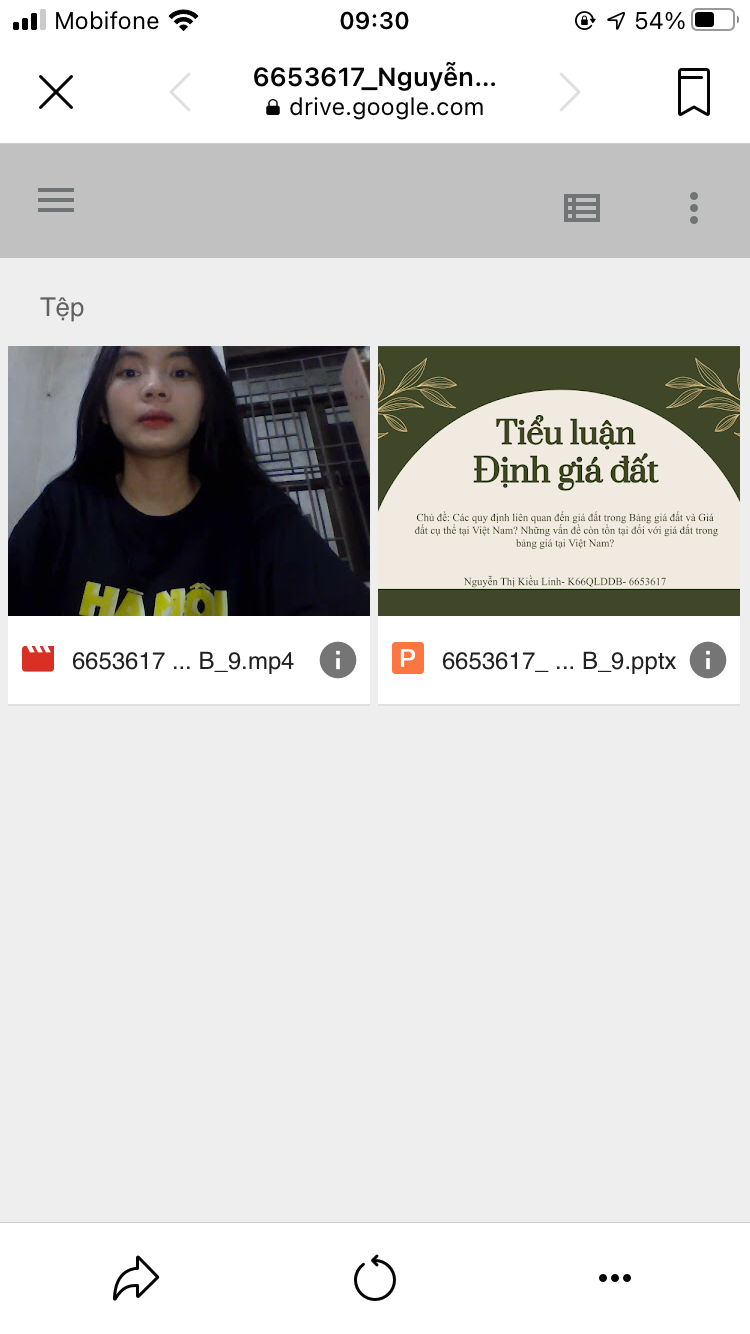 Mobifone 09:30 54%
6653617_Nguyễn...
drive.google.com
Tệp
HÀ NỘI
Tiểu luận
Định giá đất
Chủ đề: Các quy định liên quan đến giá đất trong Bảng giá đất và Giá
đất cụ thể tại Việt Nam? Những vấn đề còn tồn tại đối với giá đất trong
bảng giá tại Việt Nam?
Nguyễn Thị Kiều Linh- K66QLDDB- 6653617
6653617 ... B_9.mp4
P 6653617_ ... B_9.pptx